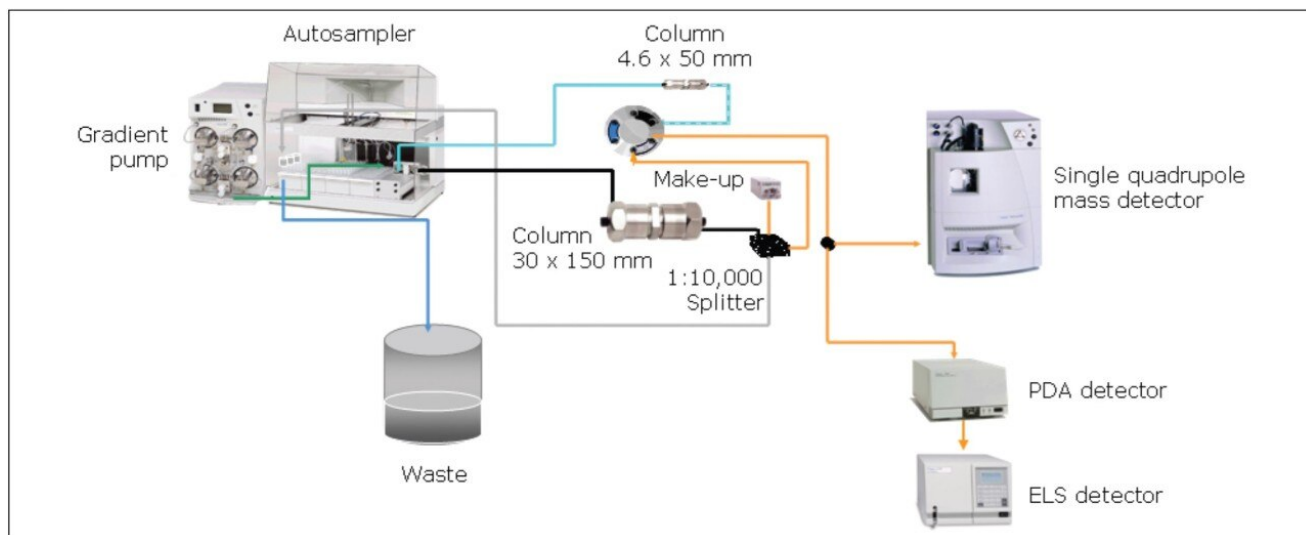 Autosampler
Column
4.6 x 50 mm
Gradient
pump
Make-up
Single quadrupole
mass detector
Column
30 x 150 mm
1:10,000
Splitter
PDA detector
Waste
ELS detector